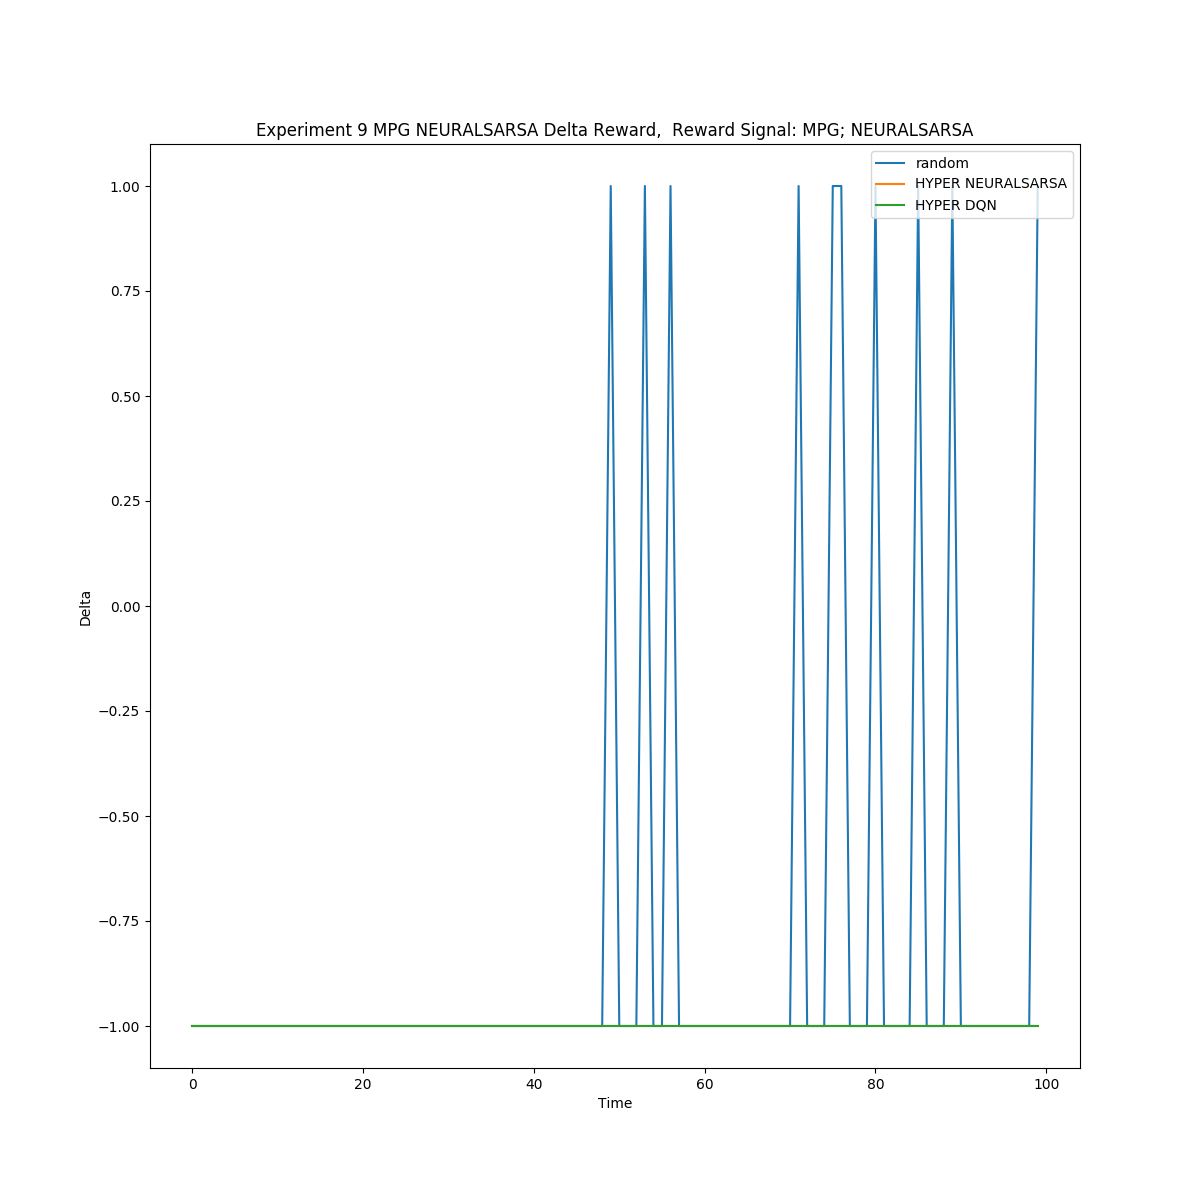 Experiment 9 MPG NEURALSARSA Delta Reward,  Reward Signal: MPG; NEURALSARSA
random
HYPER NEURALSARSA
HYPER DQN
1.00
0.75
0.50
0.25
0.00
−0.25
−0.50
−0.75
−1.00
Delta
0 20 40 60 80 100
Time